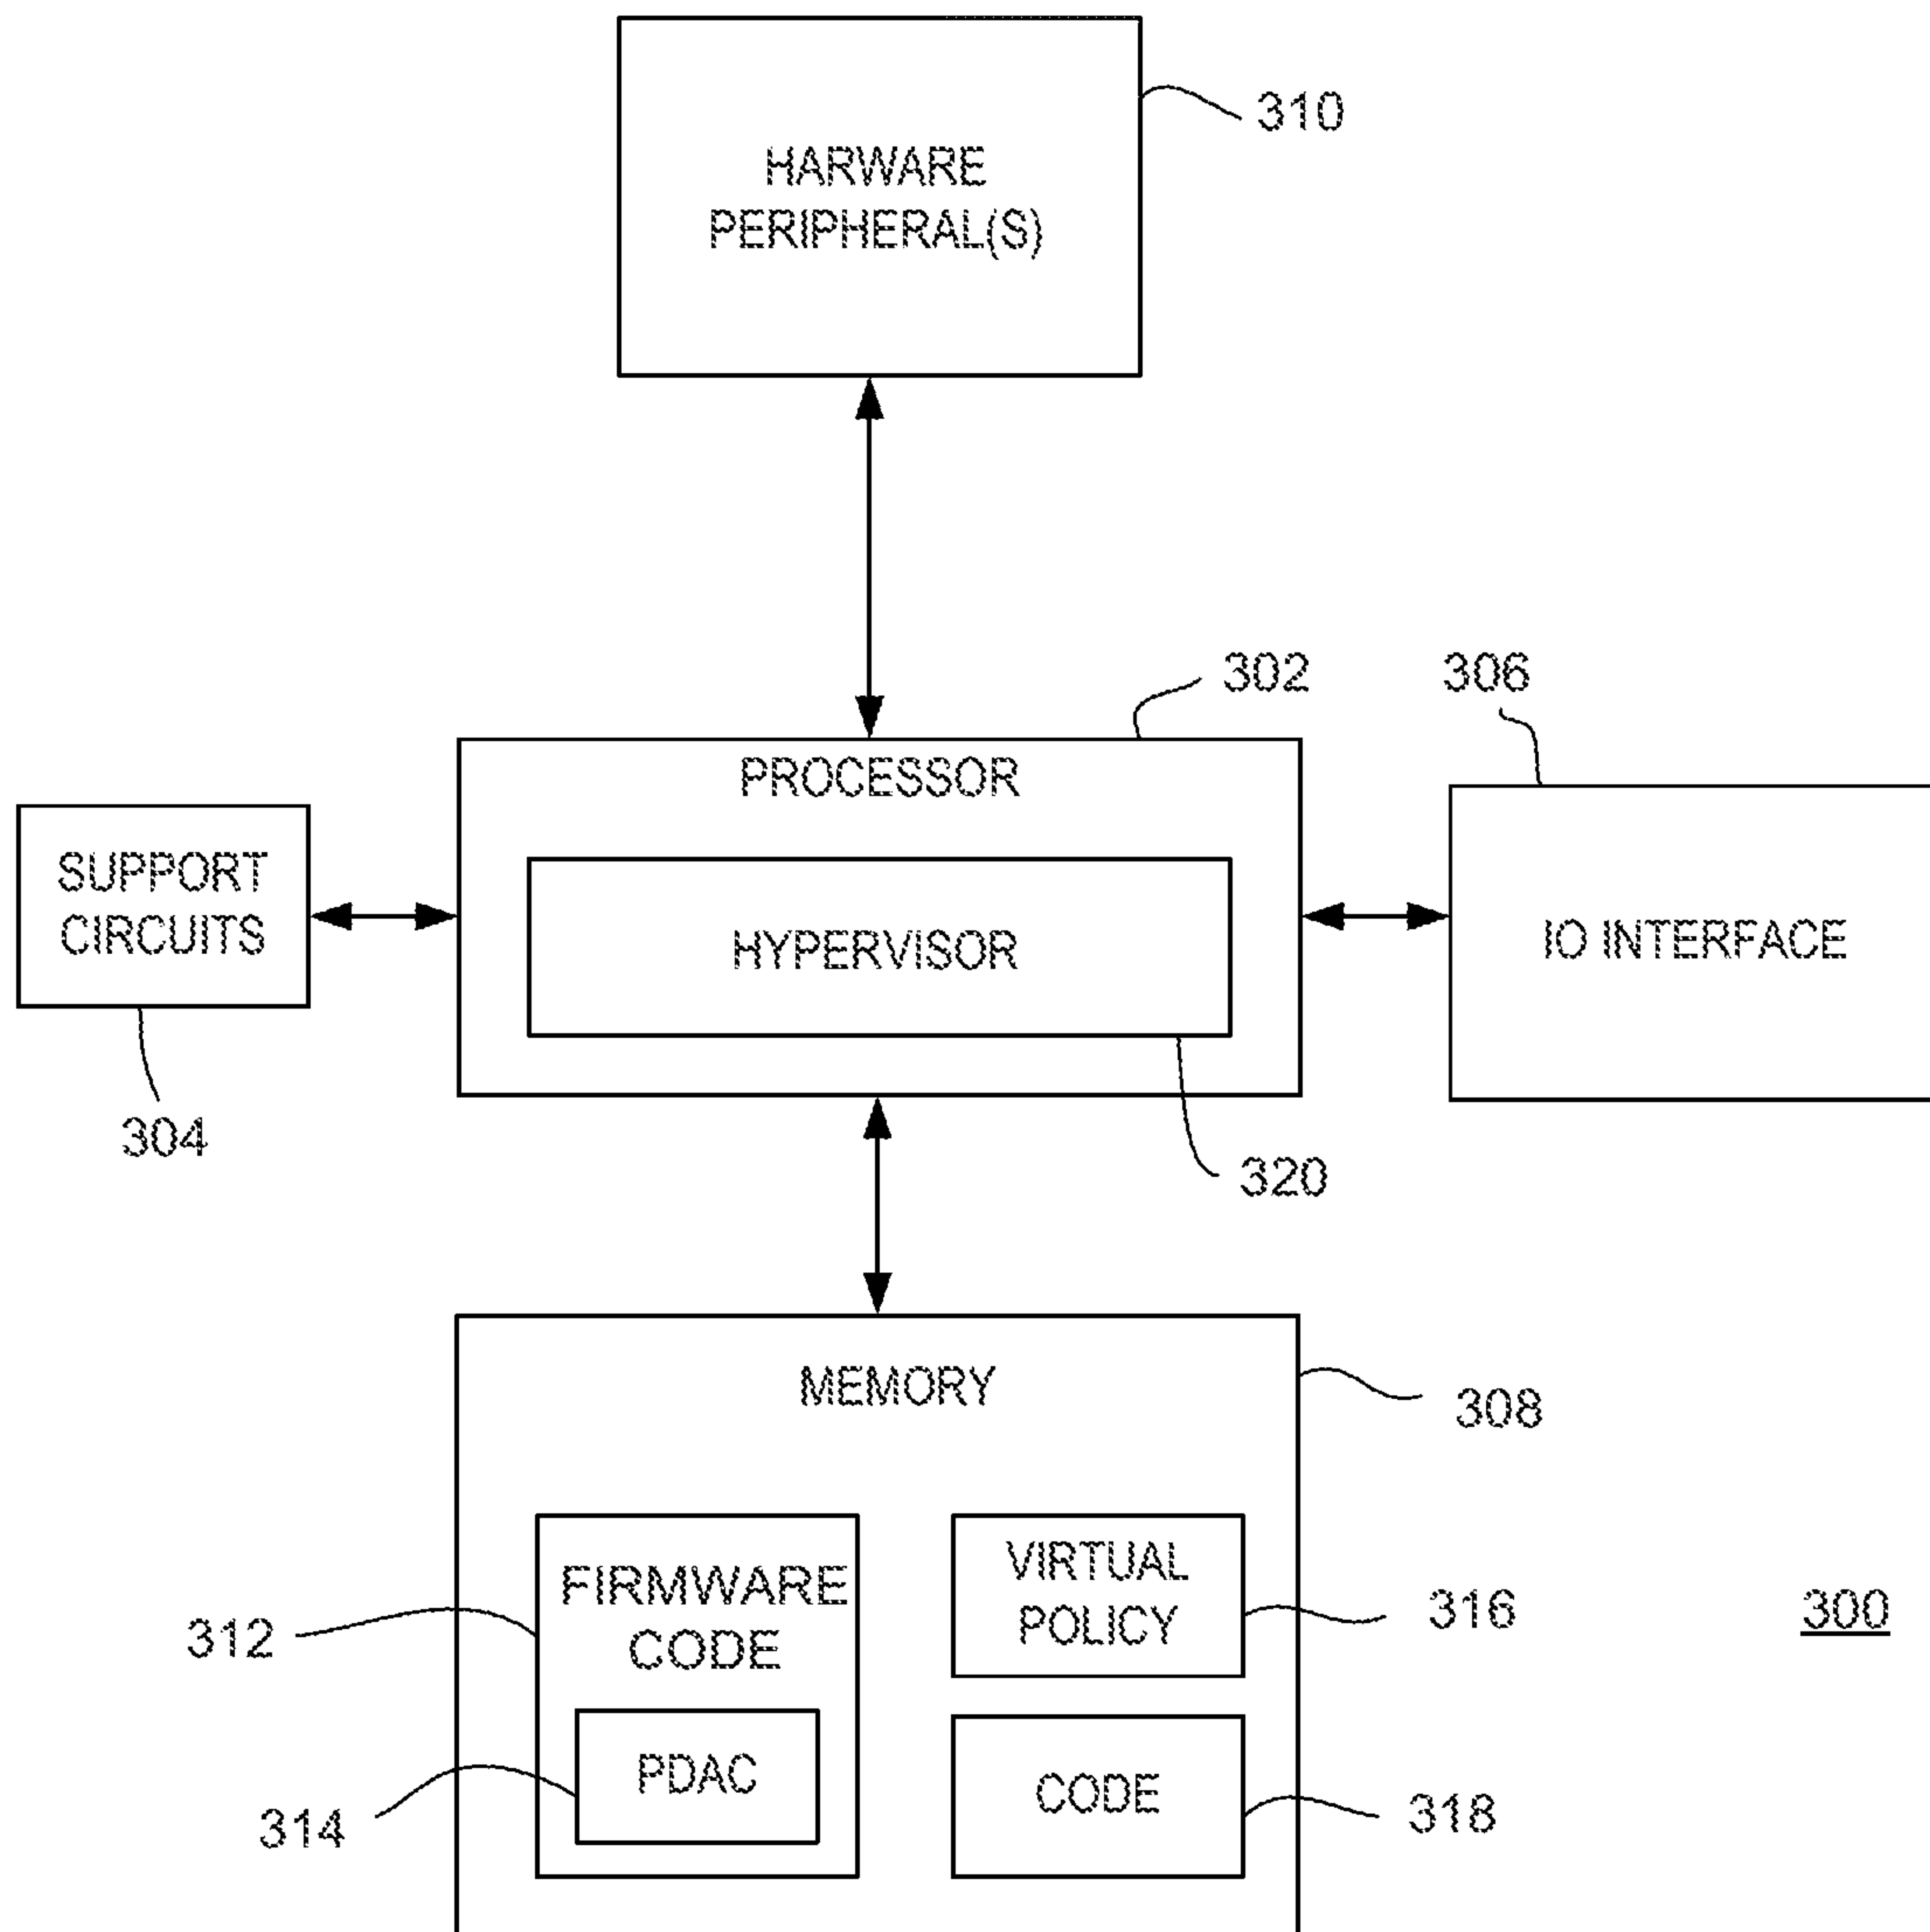 HARWARE
PERIPHERAL(S)
310
302
306
PROCESSOR
SUPPORT
CIRCUITS
HYPERVISOR
IO INTERFACE
304
320
MEMORY
308
FIRMWARE
CODE
VIRTUAL
POLICY
312
316
300
PDAC
CODE
314
318